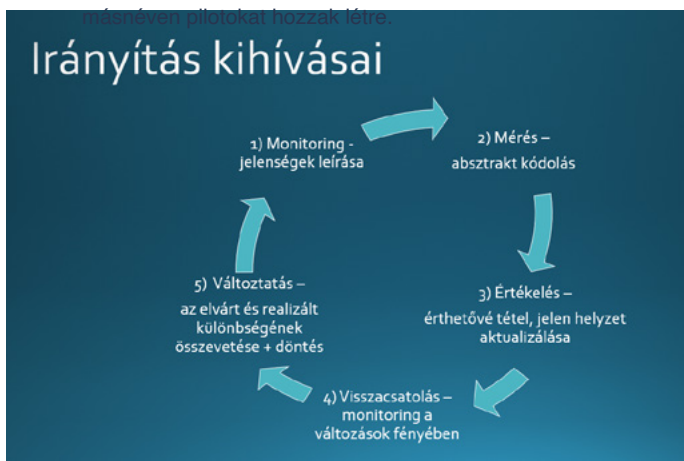 másnéven pilotokat hozzák létre.
Irányítás kihívásai
1) Monitoring -
jelenségek leírása
2) Mérés –
absztrakt kódolás
3) Értékelés –
érthetővé tétel, jelen helyzet
aktualizálása
4) Visszacsatolás –
monitoring a
változások fényében
5) Változtatás –
az elvárt és realizált
különbségének
összevetése + döntés